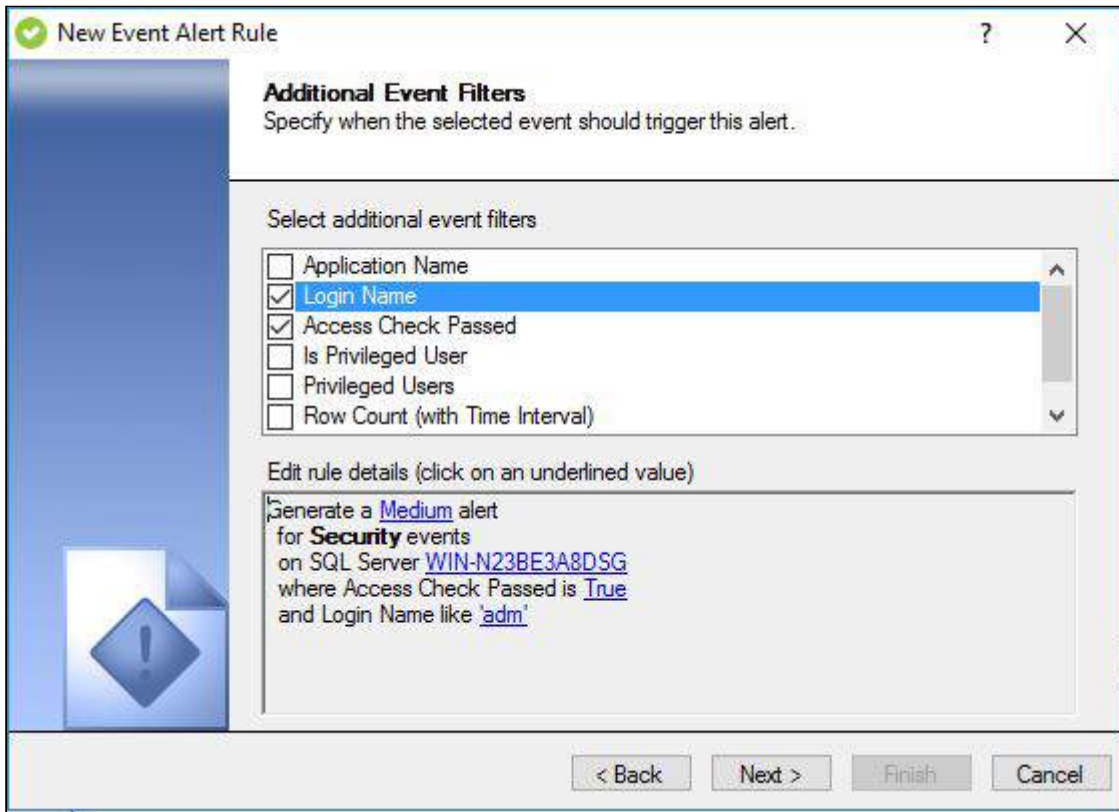 New Event Alert Rule
?
Additional Event Filters
Specify when the selected event should trigger this alert.
Select additional event filters
Application Name
Login Name
Access Check Passed
Is Privileged User
Privileged Users
Row Count (with Time Interval)
Edit rule details (click on an underlined value)
Generate a Medium alert
for Security events
on SQL Server WIN-N23BE3A8DSG
where Access Check Passed is True
and Login Name like 'adm'
< Back Next > Finish Cancel